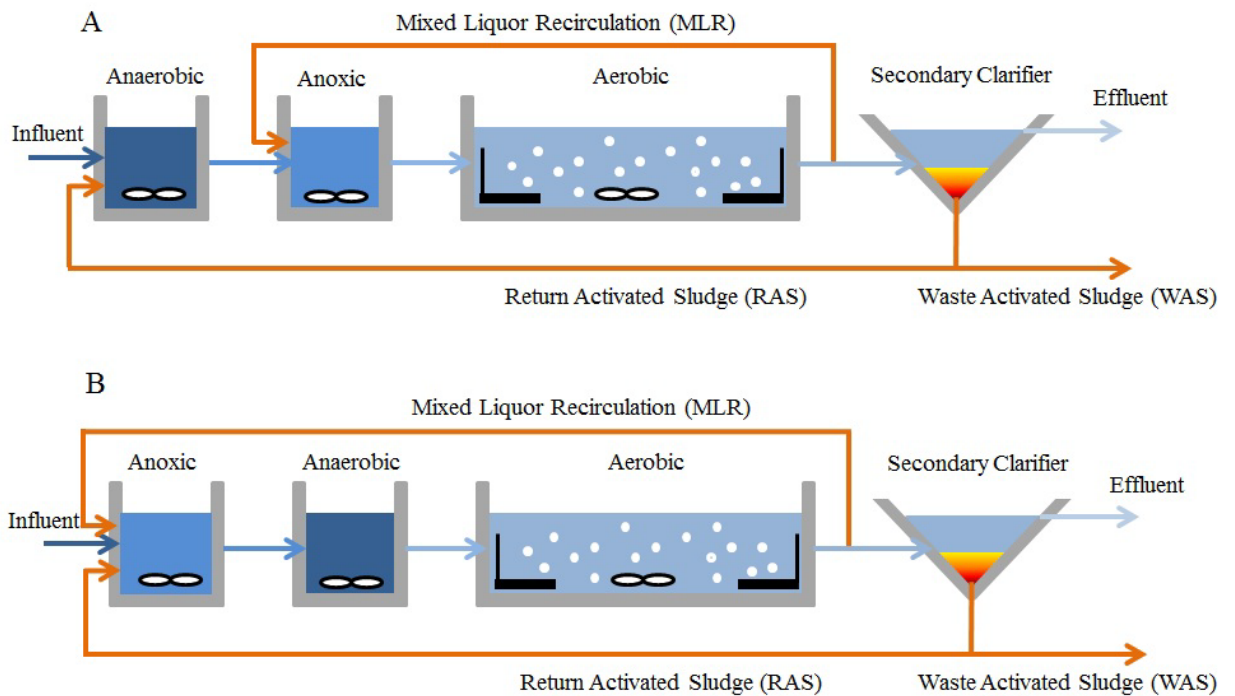 A
Mixed Liquor Recirculation (MLR)
Anaerobic
Anoxic
Aerobic
Secondary Clarifier
Effluent
Influent
Return Activated Sludge (RAS)
Waste Activated Sludge (WAS)
B
Mixed Liquor Recirculation (MLR)
Anoxic
Anaerobic
Aerobic
Secondary Clarifier
Effluent
Influent
Return Activated Sludge (RAS)
Waste Activated Sludge (WAS)